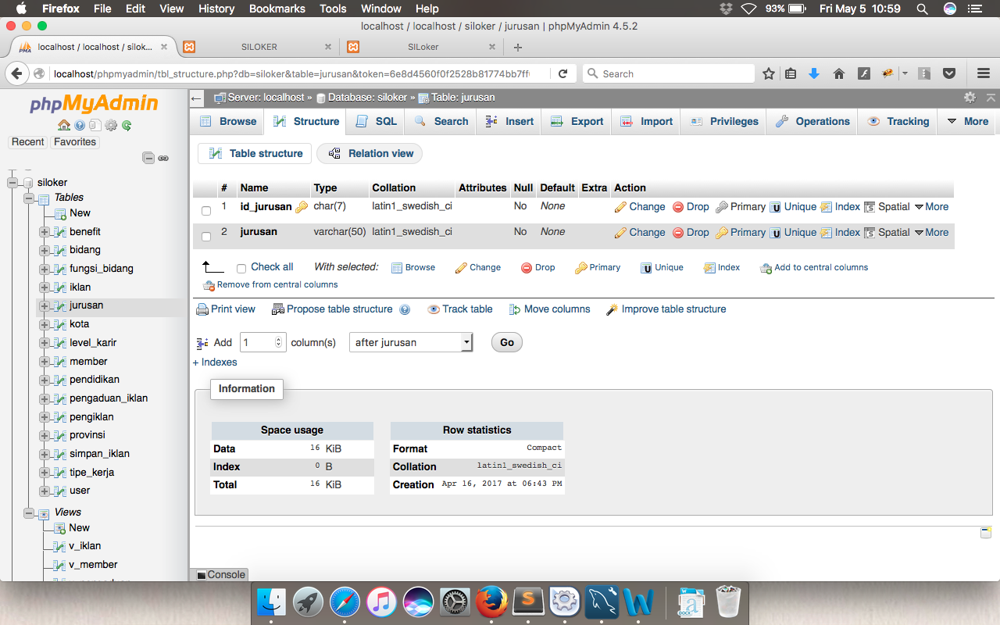 Firefox File Edit View History Bookmarks Tools Window Help 93% Fri May 5 10:59
localhost / localhost / siloker / jurusan | phpMyAdmin 4.5.2
localhost / localhost / silok... SILOKER SILoker
localhost/phpmyadmin/tbl_structure.php?db=siloker&table=jurusan&token=6e8d4560f0f2528b81774bb7ff Search
phpMyAdmin
Recent Favorites
siloker
Tables
New
benefit
bidang
fungsi_bidang
iklan
jurusan
kota
level_karir
member
pendidikan
pengaduan_iklan
pengiklan
provinsi
simpan_iklan
tipe_kerja
user
Views
New
v_iklan
v_member
Server: localhost » Database: siloker » Table: jurusan
Browse Structure SQL Search Insert Export Import Privileges Operations Tracking More
Table structure Relation view
# Name Type Collation Attributes Null Default Extra Action
1 id_jurusan char(7) latin1_swedish_ci No None Change Drop Primary Unique Index Spatial More
2 jurusan varchar(50) latin1_swedish_ci No None Change Drop Primary Unique Index Spatial More
Check all With selected: Browse Change Drop Primary Unique Index Add to central columns
Remove from central columns
Print view Propose table structure Track table Move columns Improve table structure
Add 1 column(s) after jurusan Go
+ Indexes
Information
Space usage
Data 16 KiB
Index 0 B
Total 16 KiB
Row statistics
Format Compact
Collation latin1_swedish_ci
Creation Apr 16, 2017 at 06:43 PM
Console